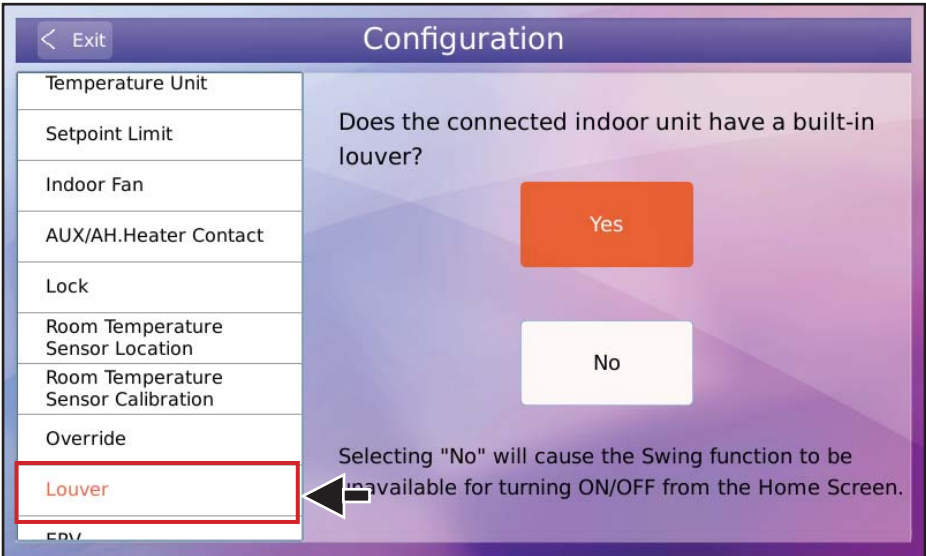 Exit
Configuration
Temperature Unit
Setpoint Limit
Indoor Fan
AUX/AH.Heater Contact
Lock
Room Temperature
Sensor Location
Room Temperature
Sensor Calibration
Override
Louver
Does the connected indoor unit have a built-in
louver?
Yes
No
Selecting "No" will cause the Swing function to be
unavailable for turning ON/OFF from the Home Screen.